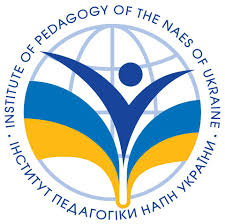 · INSTITUTE OF PEDAGOGY OF THE NAES OF UKRAINE ·
ІНСТИТУТ ПЕДАГОГІКИ НАПН УКРАЇНИ